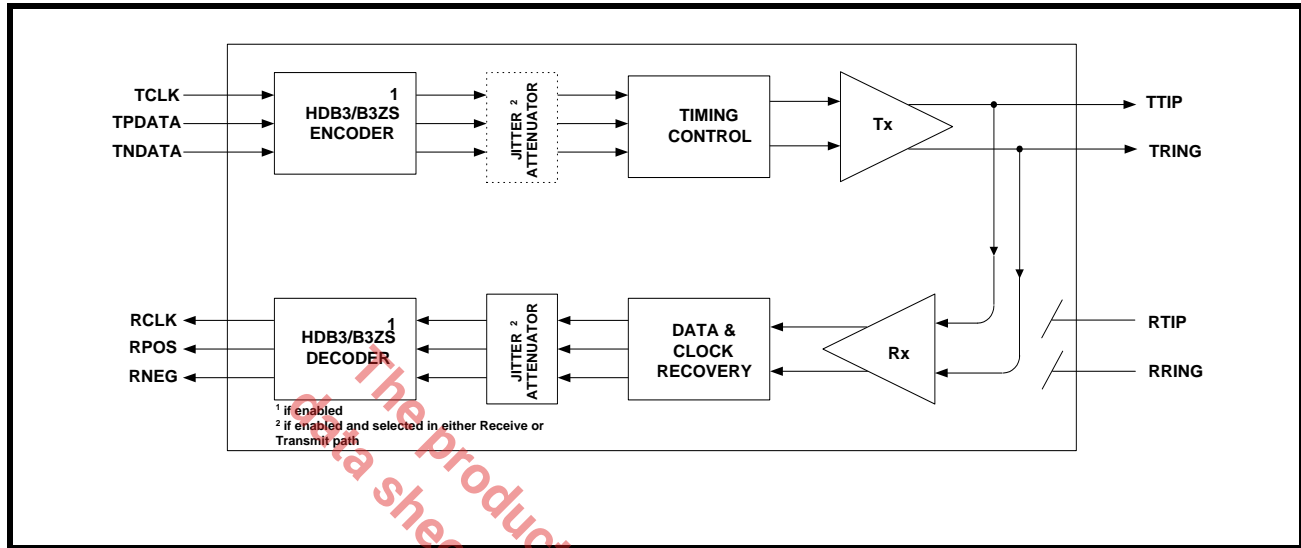 TCLK
TPDATA
TNDATA
1
HDB3/B3ZS
ENCODER
JITTER 2
ATTENUATOR
TIMING
CONTROL
Tx
TTIP
TRING
RCLK
RPOS
RNEG
1
HDB3/B3ZS
DECODER
JITTER 2
ATTENUATOR
DATA &
CLOCK
RECOVERY
Rx
RTIP
RRING
1 if enabled
2 if enabled and selected in either Receive or
Transmit path
The product
data shee